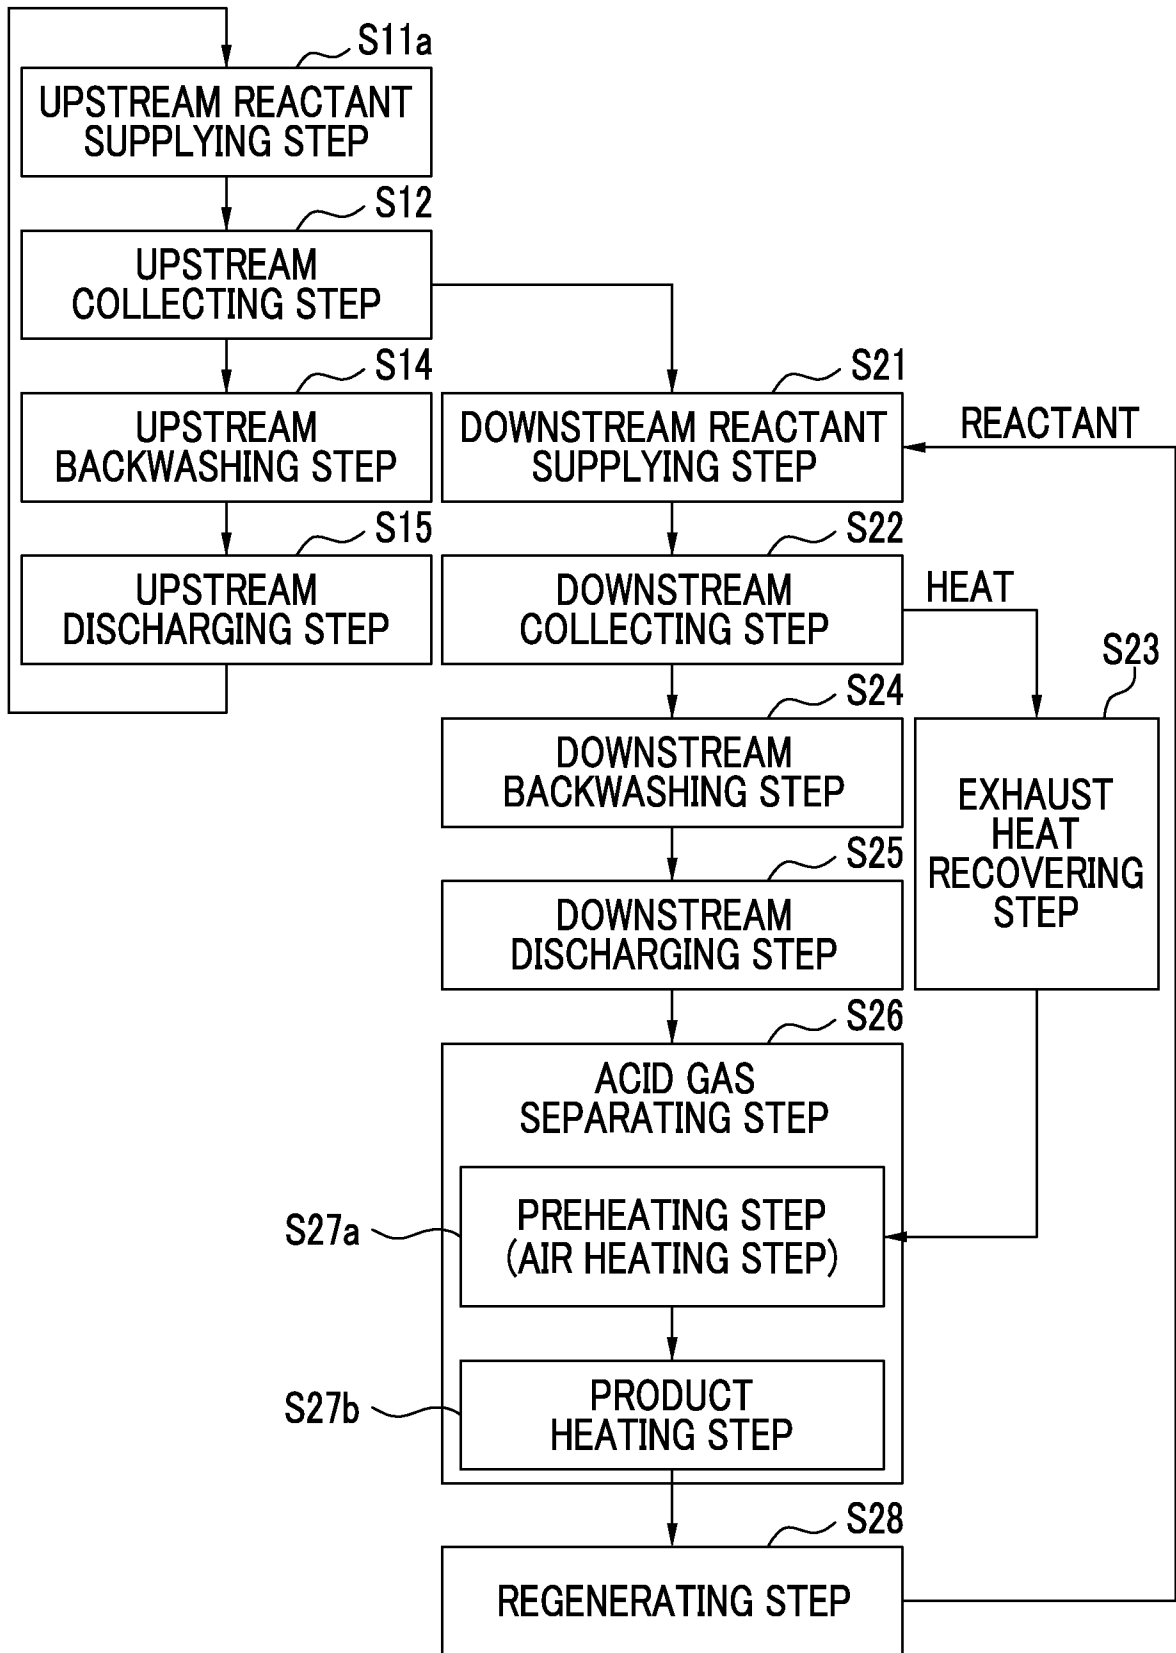 S11a
UPSTREAM REACTANT
SUPPLYING STEP
S12
UPSTREAM
COLLECTING STEP
S14
UPSTREAM
BACKWASHING STEP
S15
UPSTREAM
DISCHARGING STEP
S21
DOWNSTREAM REACTANT
SUPPLYING STEP
REACTANT
S22
DOWNSTREAM
COLLECTING STEP
HEAT
S23
EXHAUST
HEAT
RECOVERING
STEP
S24
DOWNSTREAM
BACKWASHING STEP
S25
DOWNSTREAM
DISCHARGING STEP
S26
ACID GAS
SEPARATING STEP
S27a
PREHEATING STEP
(AIR HEATING STEP)
S27b
PRODUCT
HEATING STEP
S28
REGENERATING STEP